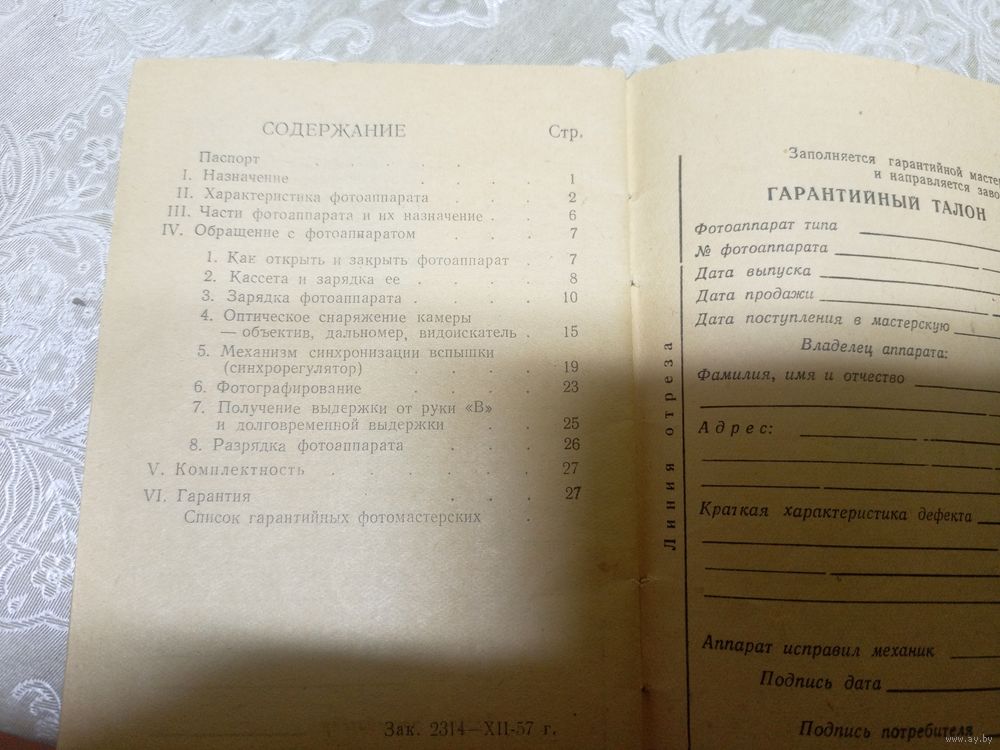 СОДЕРЖАНИЕ Стр.
Паспорт . . . . .
I. Назначение . . . . 1
II. Характеристика фотоаппарата . . . 2
III. Части фотоаппарата и их назначение . . 6
IV. Обращение с фотоаппаратом . . . 7
1. Как открыть и закрыть фотоаппарат . 7
2. Кассета и зарядка ее . . . 8
3. Зарядка фотоаппарата . . . . 10
4. Оптическое снаряжение камеры
— объектив, дальномер, видоискатель . 15
5. Механизм синхронизации вспышки
(синхрорегулятор) . . . . 19
6. Фотографирование . . . . 23
7. Получение выдержки от руки «В»
и долговременной выдержки . . 25
8. Разрядка фотоаппарата . . . 26
V. Комплектность . . . . . . 27
VI. Гарантия . . . . 27
Список гарантийных фотомастерских .
Зак. 2314—XII-57 г.
Линия отреза
Заполняется гарантийной
и направляется
ГАРАНТИЙНЫЙ ТАЛОН
Фотоаппарат типа
№ фотоаппарата
Дата выпуска
Дата продажи
Дата поступления в мастерскую
Владелец аппарата:
Фамилия, имя и отчество
Адрес:
Краткая характеристика дефекта
Аппарат исправил механик
Подпись дата
Подпись потребителя
www.ay.by